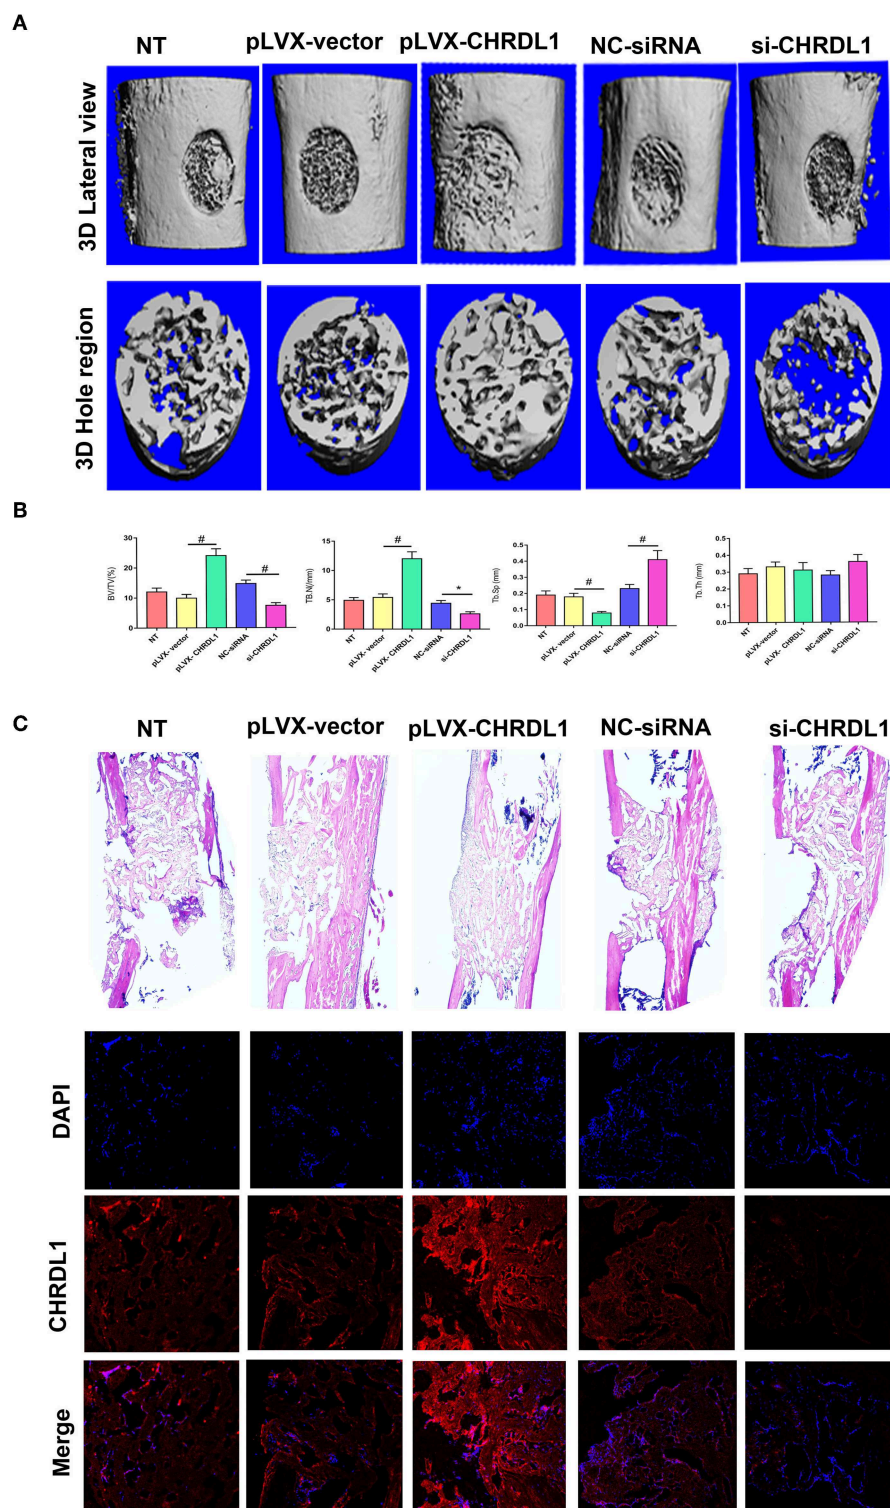 A
NT
pLVX-vector
pLVX-CHRDL1
NC-siRNA
si-CHRDL1
3D Lateral view
3D Hole region
B
BV/TV(%)
30
20
10
0
#
#
NT
pLVX-vector
pLVX- CHRDL1
NC-siRNA
si-CHRDL1
TB.N(/mm)
15
10
5
0
#
*
NT
pLVX-vector
pLVX- CHRDL1
NC-siRNA
si-CHRDL1
Tb.Sp (mm)
0.5
0.4
0.3
0.2
0.1
0.0
#
#
NT
pLVX- vector
pLVX- CHRDL1
NC-siRNA
si-CHRDL1
Tb.Th (mm)
0.5
0.4
0.3
0.2
0.1
0.0
NT
pLVX-vector
pLVX- CHRDL1
NC-siRNA
si-CHRDL1
C
NT
pLVX-vector
pLVX-CHRDL1
NC-siRNA
si-CHRDL1
DAPI
CHRDL1
Merge